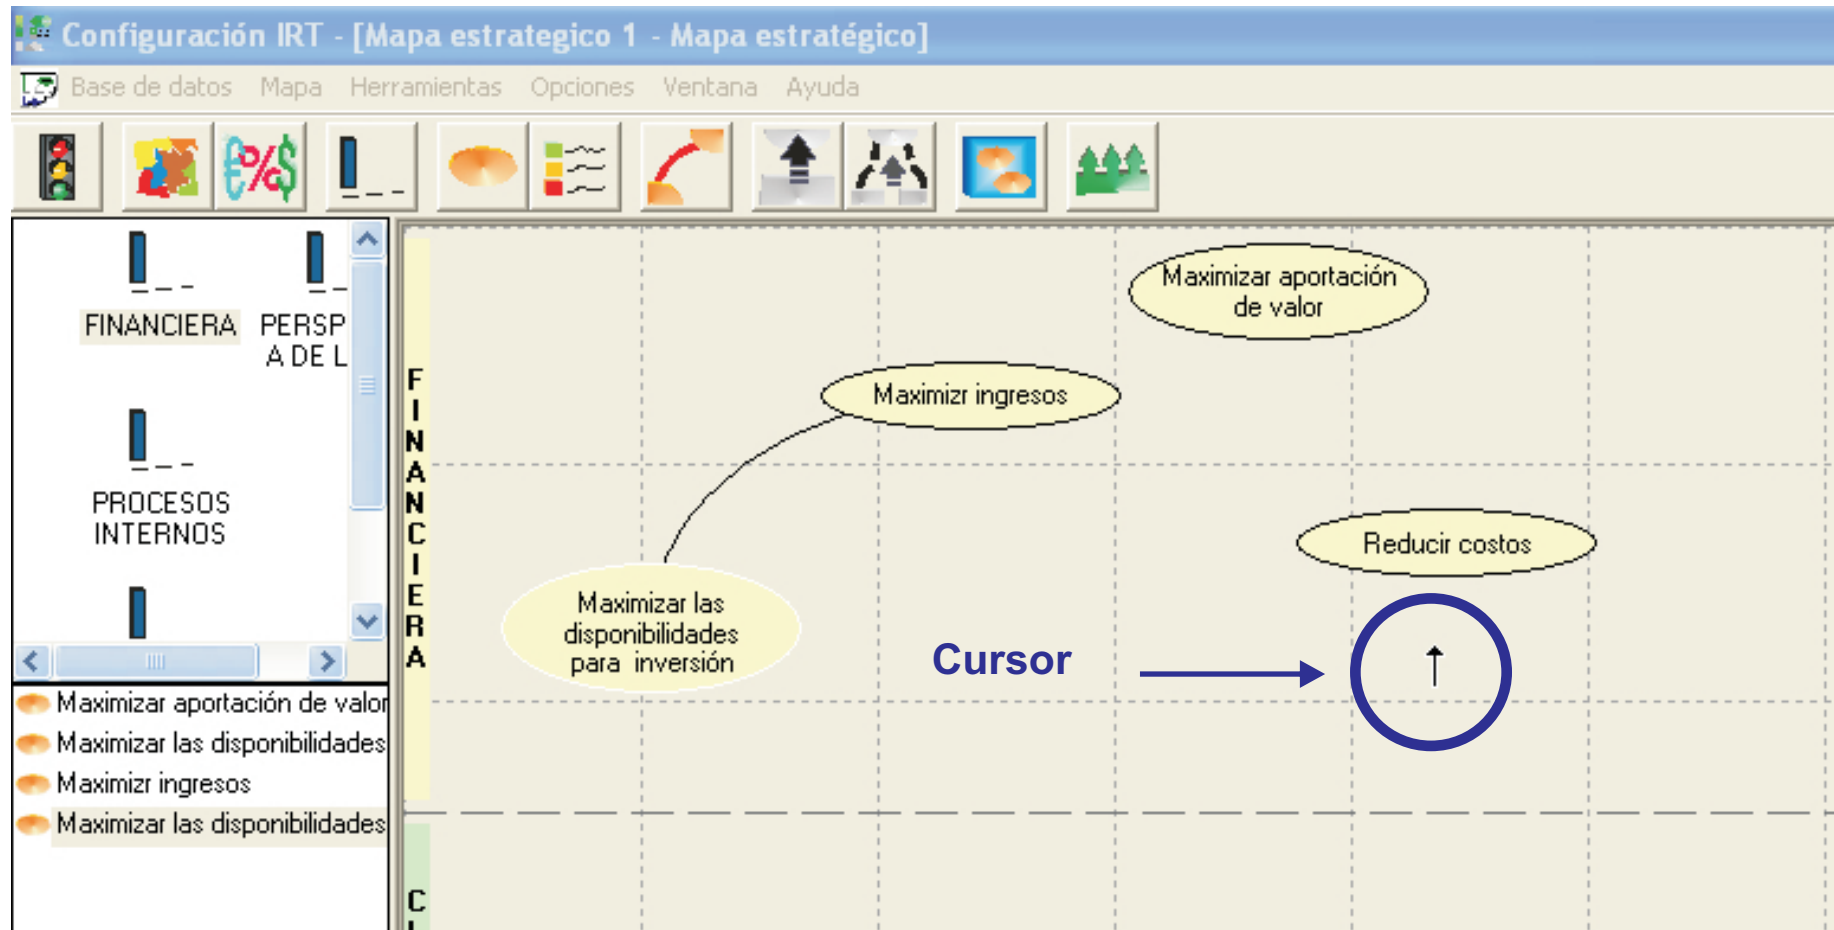 Configuración IRT - [Mapa estrategico 1 - Mapa estratégico]
Base de datos Mapa Herramientas Opciones Ventana Ayuda
FINANCIERA
PERSP
A DE L
PROCESOS
INTERNOS
Maximizar aportación de valor
Maximizar las disponibilidades
Maximizr ingresos
Maximizar las disponibilidades
FINANCIERA
C
Maximizar aportación
de valor
Maximizr ingresos
Reducir costos
Maximizar las
disponibilidades
para inversión
Cursor